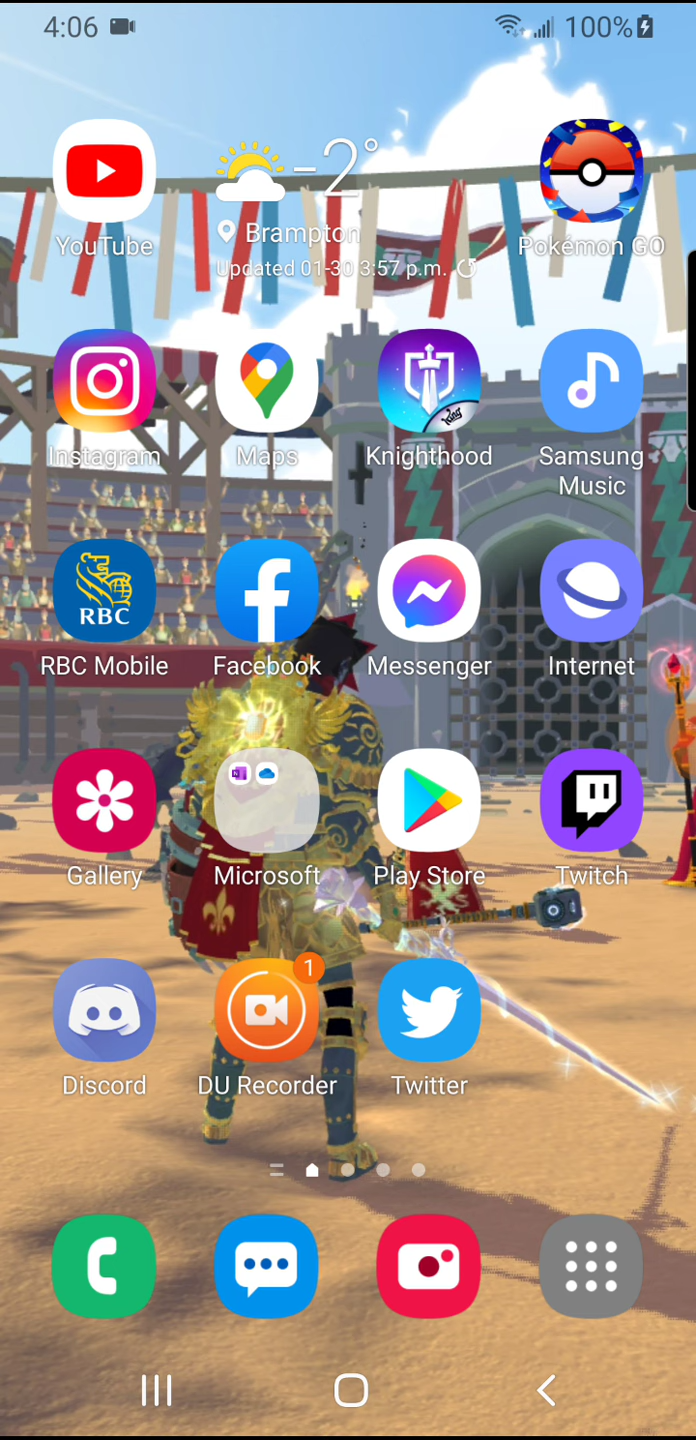 4:06 100%
-2°
YouTube Brampton Pokémon GO
Updated 01-30 3:57 p.m.
King
Instagram Maps Knighthood Samsung Music
RBC
RBC Mobile Facebook Messenger Internet
N
Gallery Microsoft Play Store Twitch
1
Discord DU Recorder Twitter